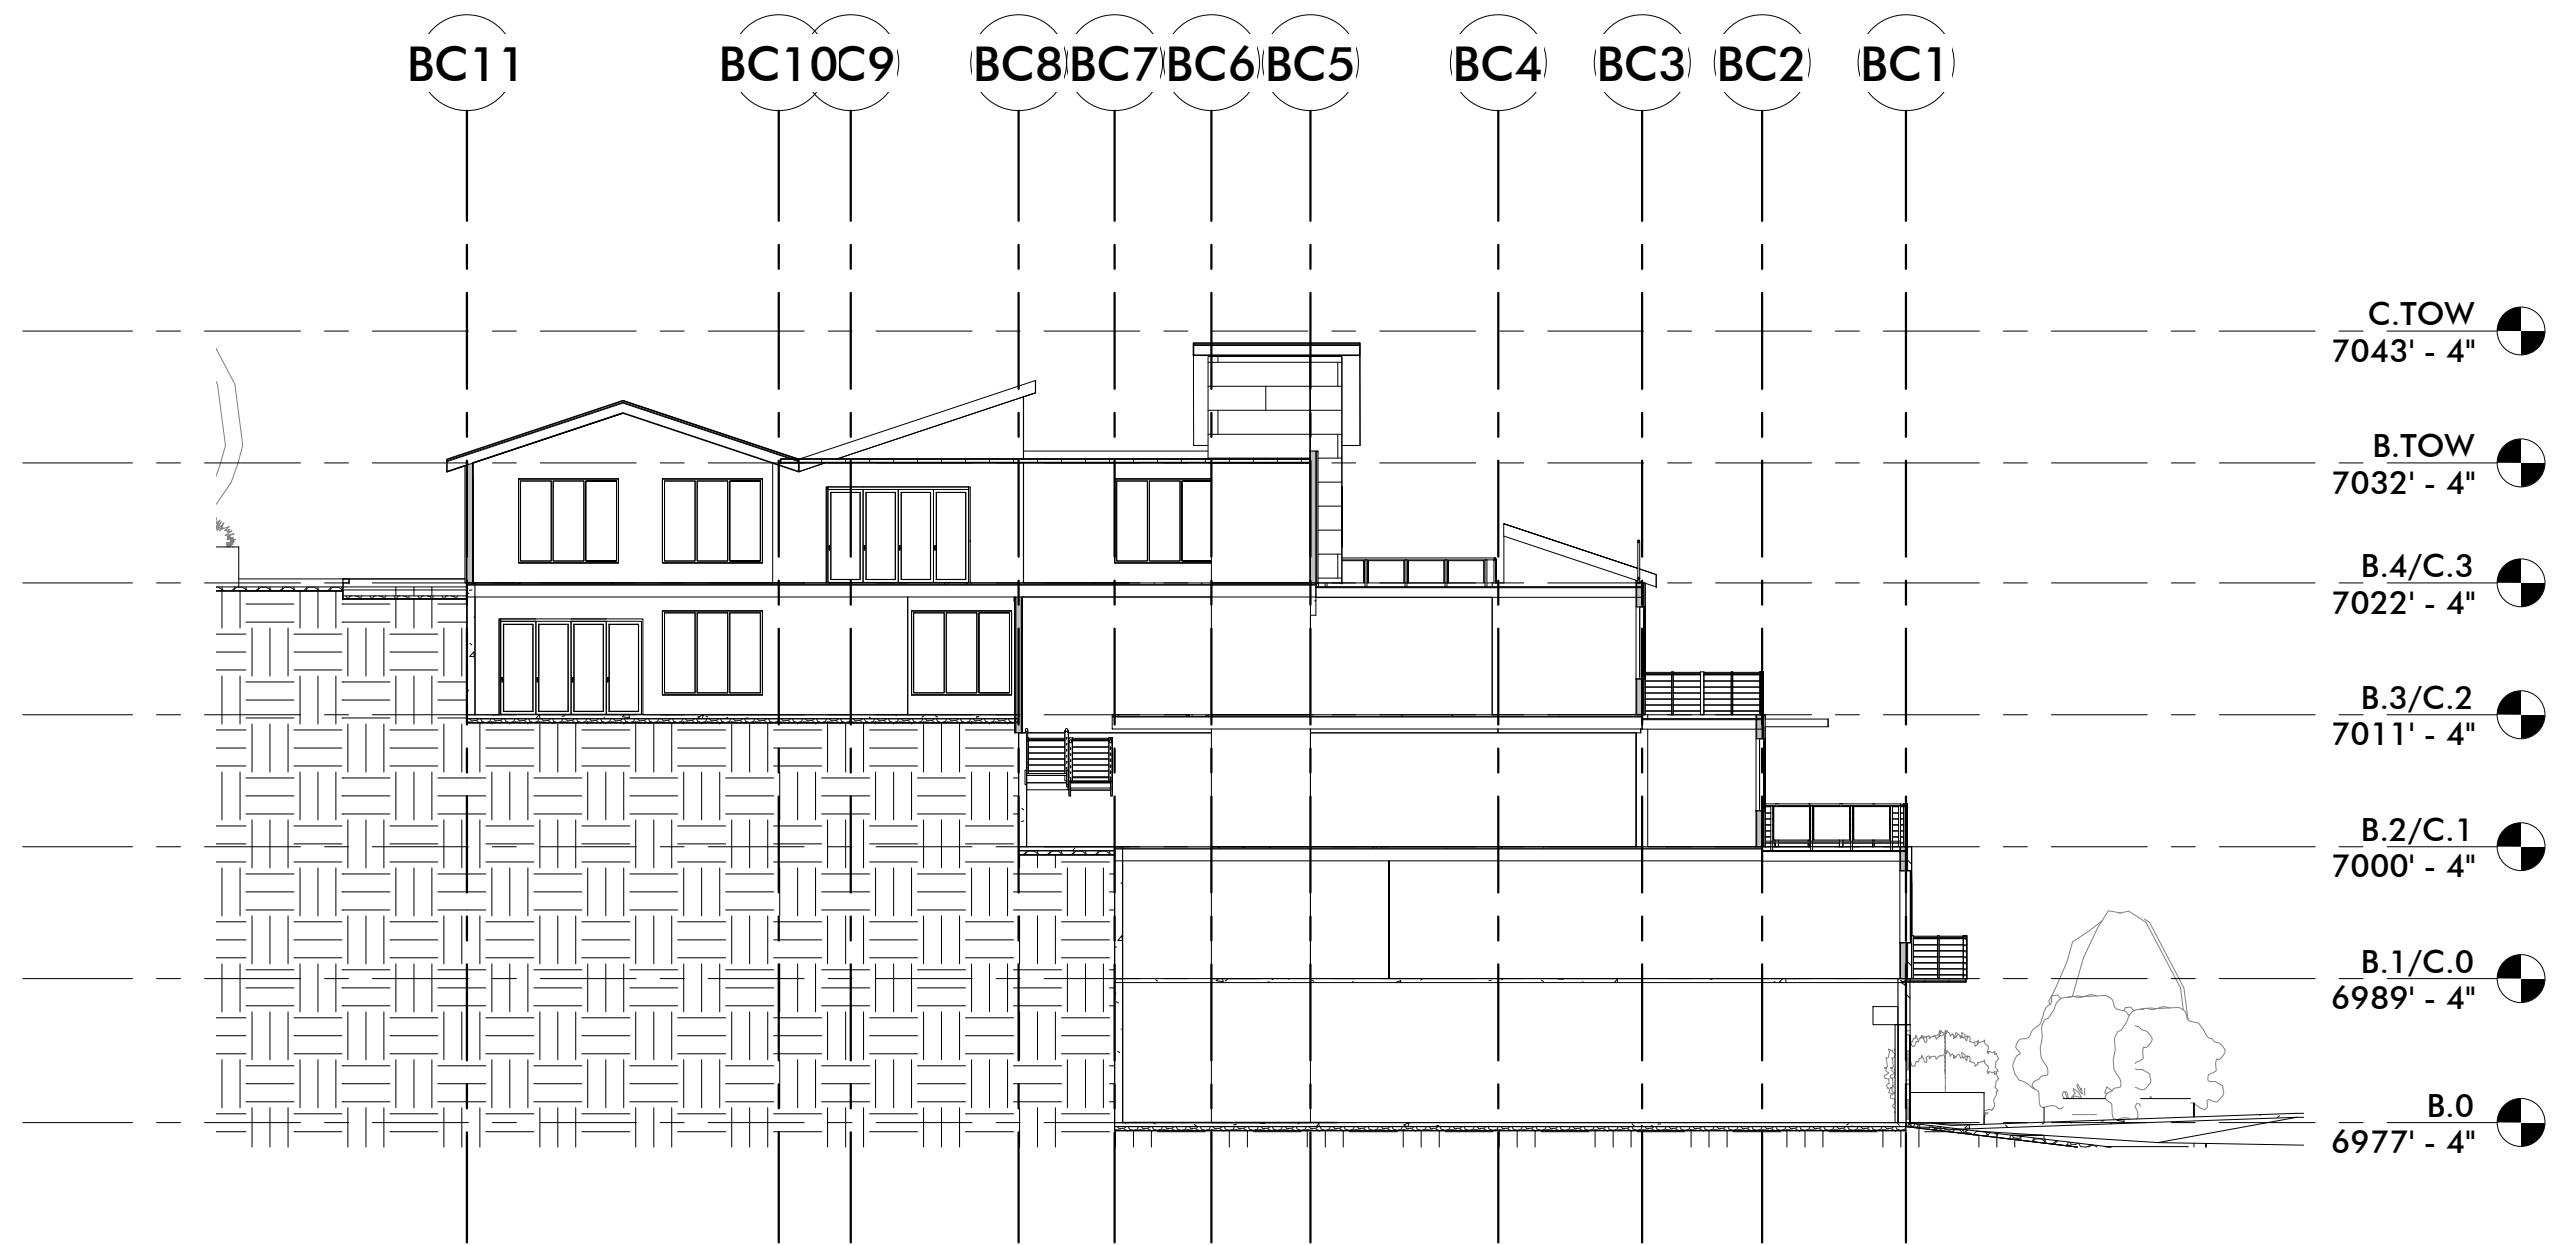 BC11
BC10
C9
BC8
BC7
BC6
BC5
BC4
BC3
BC2
BC1
C.TOW
7043' - 4"
B.TOW
7032' - 4"
B.4/C.3
7022' - 4"
B.3/C.2
7011' - 4"
B.2/C.1
7000' - 4"
B.1/C.0
6989' - 4"
B.0
6977' - 4"